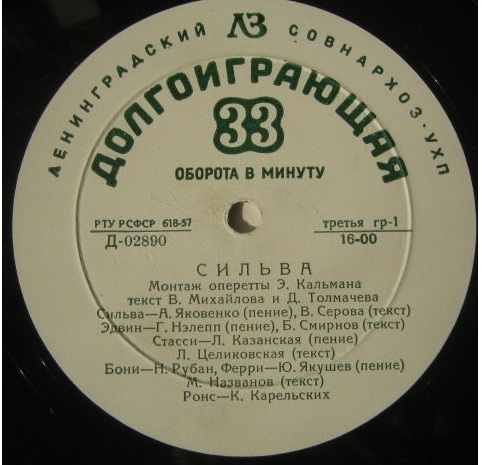 ЛЕНИНГРАДСКИЙ ЛЗ СОВНАРХОЗ·УХП
ДОЛГОИГРАЮЩАЯ
33
ОБОРОТА В МИНУТУ
РТУ РСФСР 618-57 третья гр-1
Д-02890 16-00
СИЛЬВА
Монтаж оперетты Э. Кальмана
текст В. Михайлова и Д. Толмачева
Сильва—А. Яковенко (пение), В. Серова (текст)
Эдвин—Г. Нэлепп (пение), Б. Смирнов (текст)
Стасси—Л. Казанская (пение)
Л. Целиковская (текст)
Бони—Н. Рубан, Ферри—Ю. Якушев (пение)
М. Названов (текст)
Ронс—К. Карельских